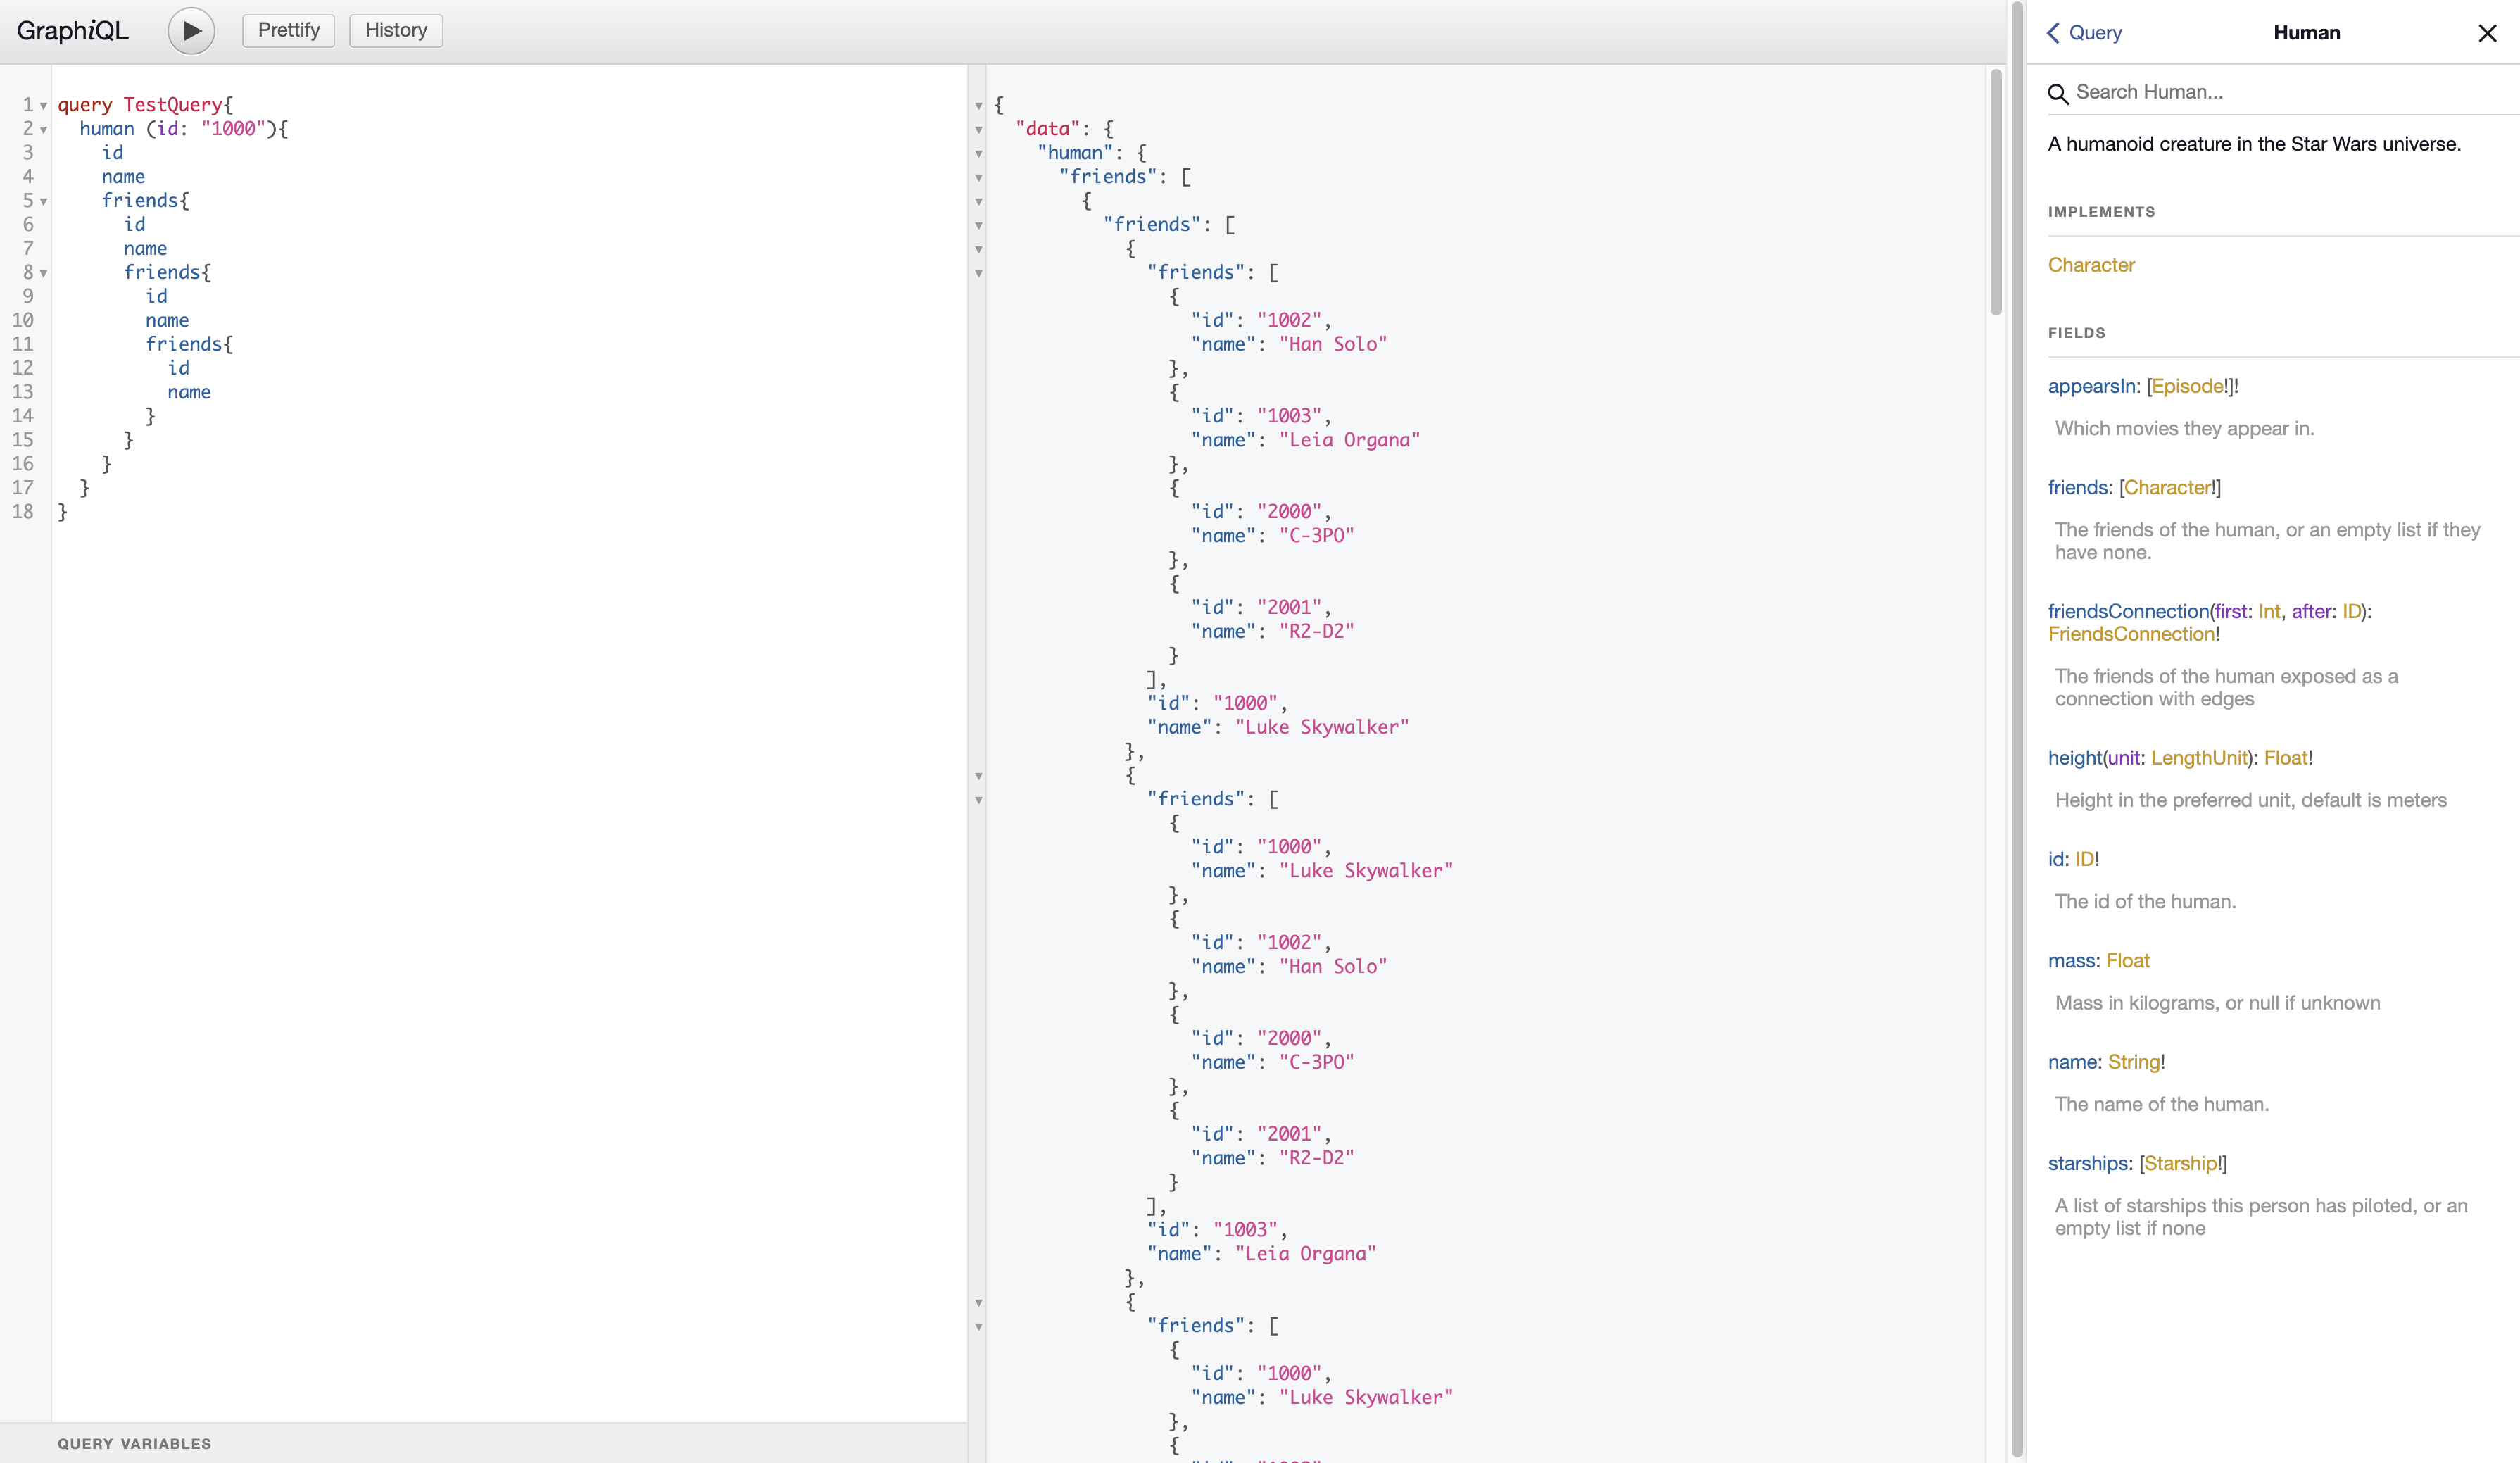 GraphiQL
Prettify
History
1 query TestQuery{
2 human (id: "1000"){
3 id
4 name
5 friends{
6 id
7 name
8 friends{
9 id
10 name
11 friends{
12 id
13 name
14 }
15 }
16 }
17 }
18 }
QUERY VARIABLES
{
"data": {
"human": {
"friends": [
{
"friends": [
{
"friends": [
{
"id": "1002",
"name": "Han Solo"
},
{
"id": "1003",
"name": "Leia Organa"
},
{
"id": "2000",
"name": "C-3PO"
},
{
"id": "2001",
"name": "R2-D2"
}
],
"id": "1000",
"name": "Luke Skywalker"
},
{
"friends": [
{
"id": "1000",
"name": "Luke Skywalker"
},
{
"id": "1002",
"name": "Han Solo"
},
{
"id": "2000",
"name": "C-3PO"
},
{
"id": "2001",
"name": "R2-D2"
}
],
"id": "1003",
"name": "Leia Organa"
},
{
"friends": [
{
"id": "1000",
"name": "Luke Skywalker"
},
{
Query
Human
Search Human...
A humanoid creature in the Star Wars universe.
IMPLEMENTS
Character
FIELDS
appearsIn: [Episode!]!
Which movies they appear in.
friends: [Character!]
The friends of the human, or an empty list if they
have none.
friendsConnection(first: Int, after: ID):
FriendsConnection!
The friends of the human exposed as a
connection with edges
height(unit: LengthUnit): Float!
Height in the preferred unit, default is meters
id: ID!
The id of the human.
mass: Float
Mass in kilograms, or null if unknown
name: String!
The name of the human.
starships: [Starship!]
A list of starships this person has piloted, or an
empty list if none